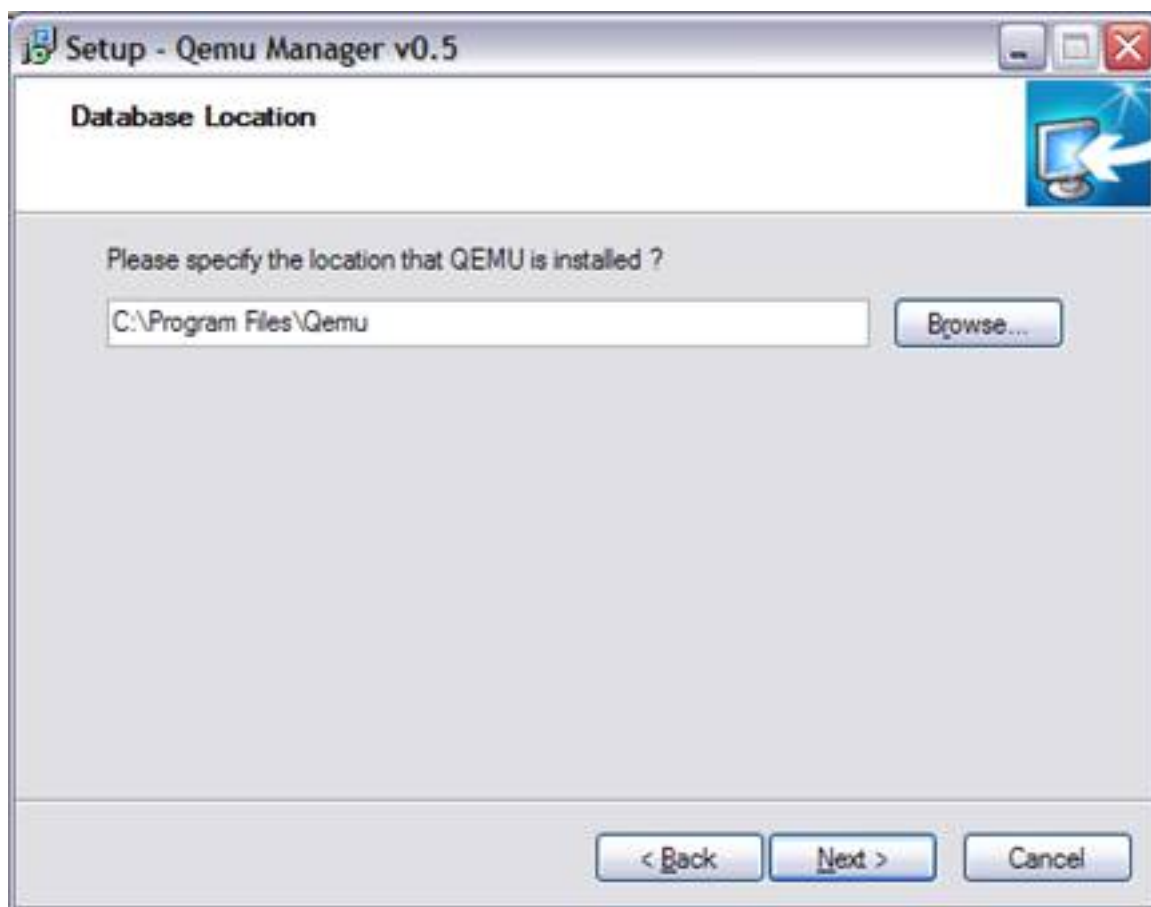 Setup - Qemu Manager v0.5
Database Location
Please specify the location that QEMU is installed ?
C:\Program Files\Qemu
Browse...
< Back
Next >
Cancel